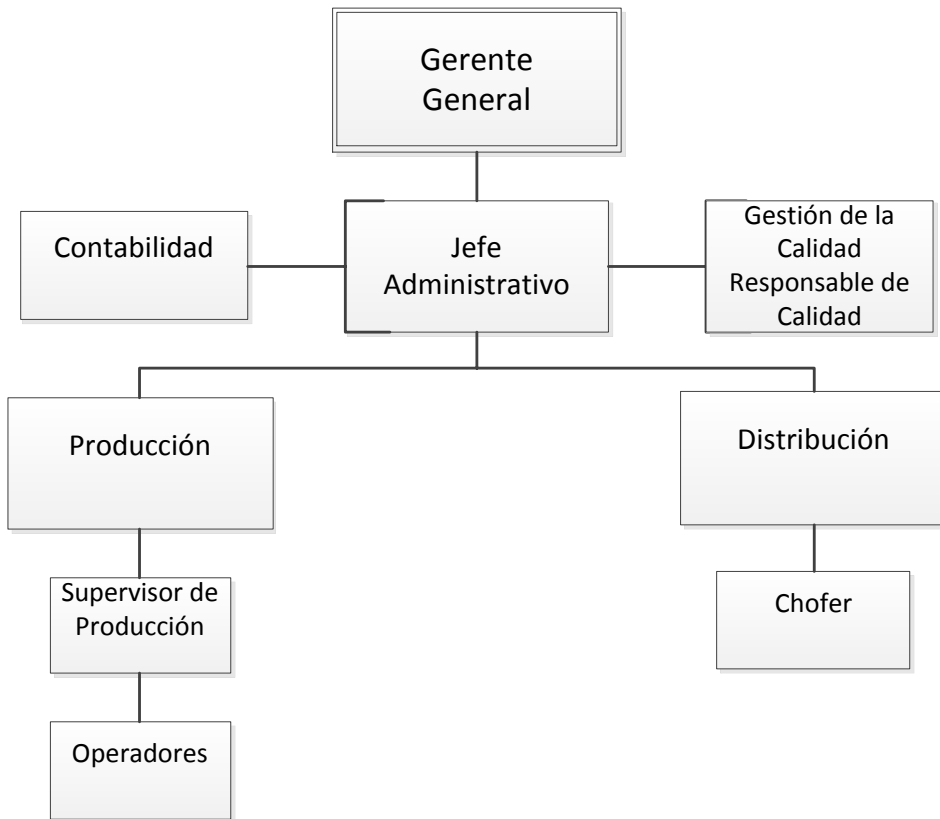 Gerente
General
Contabilidad
Jefe
Administrativo
Gestión de la
Calidad
Responsable de
Calidad
Producción
Distribución
Supervisor de
Producción
Chofer
Operadores